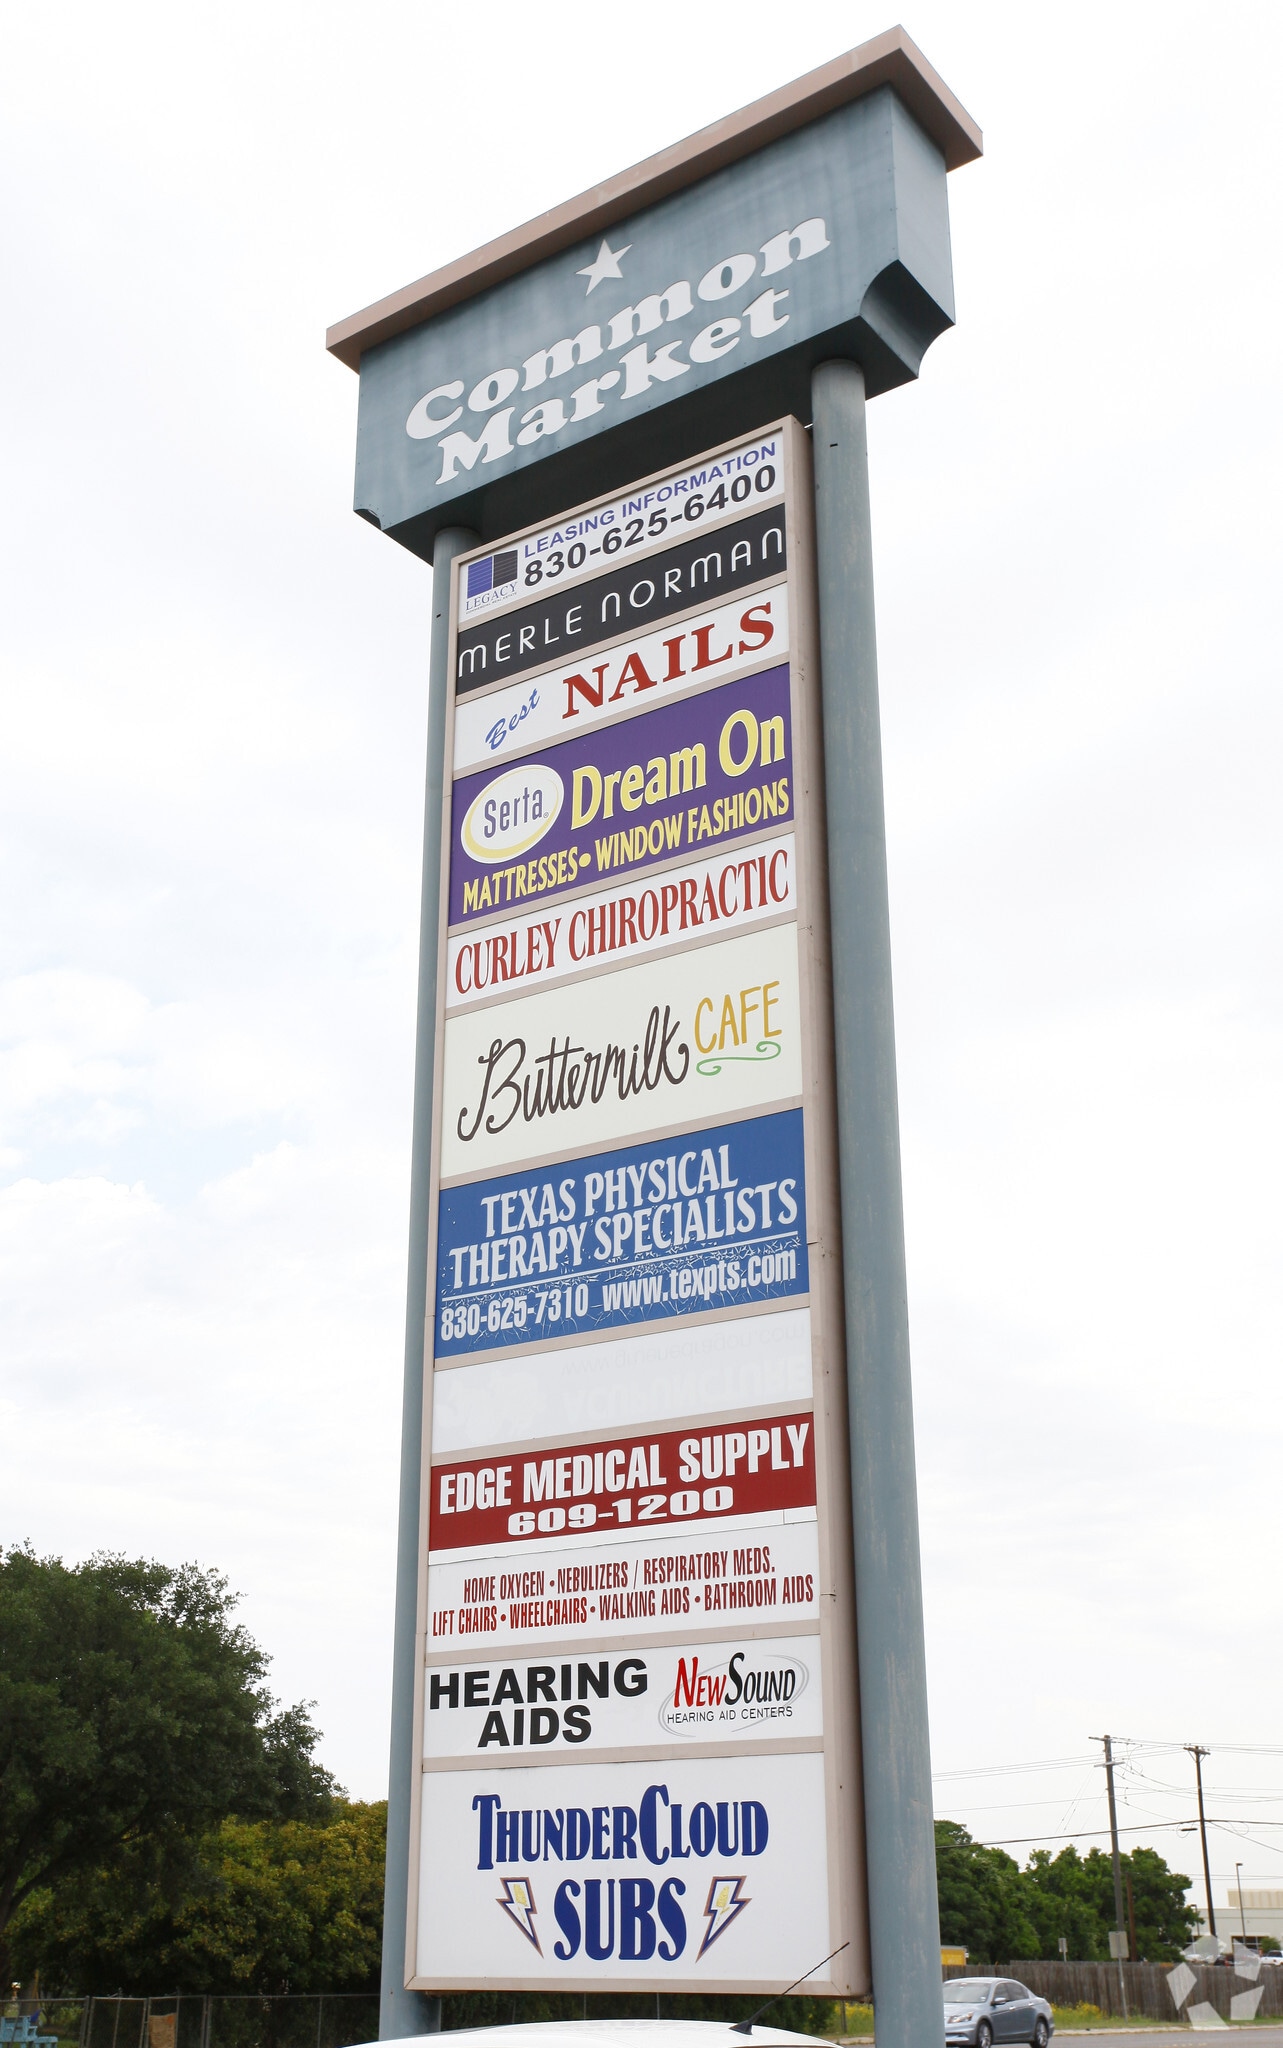 Common
Market
LEASING INFORMATION
830-625-6400
LEGACY
MERLE NORMAN
Best NAILS
Serta Dream On
MATTRESSES • WINDOW FASHIONS
CURLEY CHIROPRACTIC
Buttermilk CAFE
TEXAS PHYSICAL
THERAPY SPECIALISTS
830-625-7310 www.texpts.com
EDGE MEDICAL SUPPLY
609-1200
HOME OXYGEN • NEBULIZERS / RESPIRATORY MEDS.
LIFT CHAIRS • WHEELCHAIRS • WALKING AIDS • BATHROOM AIDS
HEARING
AIDS
NEWSOUND
HEARING AID CENTERS
THUNDERCLOUD
SUBS